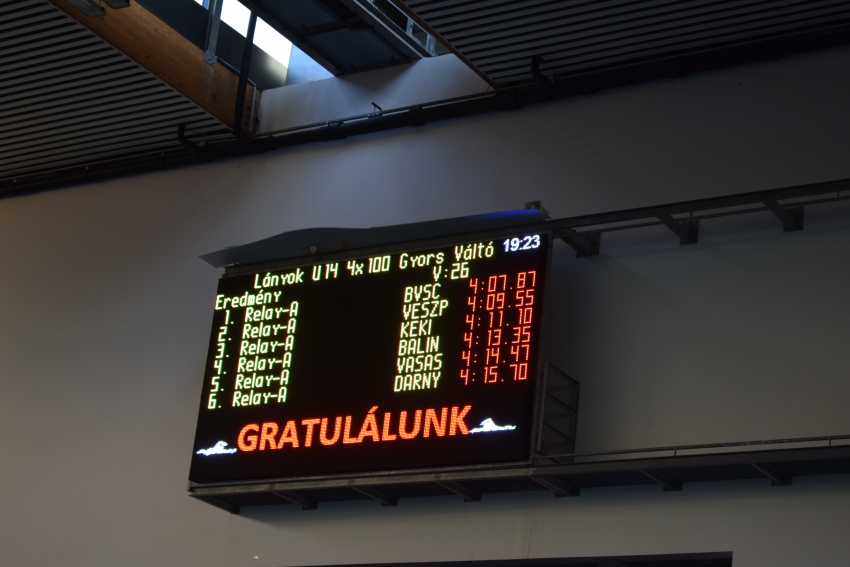 19:23
Lányok U14 4x100 Gyors Váltó
Eredmény V:26
1. Relay-A BVSC 4:07.87
2. Relay-A VESZP 4:09.55
3. Relay-A KEKI 4:11.10
4. Relay-A BALIN 4:13.35
5. Relay-A VASAS 4:14.47
6. Relay-A DARNY 4:15.70
GRATULÁLUNK